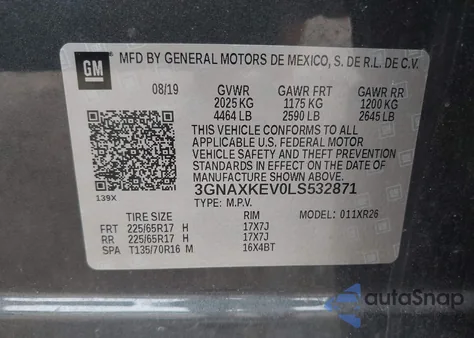 GM
MFD BY GENERAL MOTORS DE MEXICO, S. DE R.L. DE C.V.
08/19 GVWR GAWR FRT GAWR RR
2025 KG 1175 KG 1200 KG
4464 LB 2590 LB 2645 LB
THIS VEHICLE CONFORMS TO ALL
APPLICABLE U.S. FEDERAL MOTOR
VEHICLE SAFETY AND THEFT PREVENTION
STANDARDS IN EFFECT ON THE DATE OF
MANUFACTURE SHOWN ABOVE.
139X
3GNAXKEV0LS532871
TYPE: M.P.V. MODEL: 011XR26
TIRE SIZE RIM
FRT 225/65R17 H 17X7J
RR 225/65R17 H 17X7J
SPA T135/70R16 M 16X4BT
autoSnap